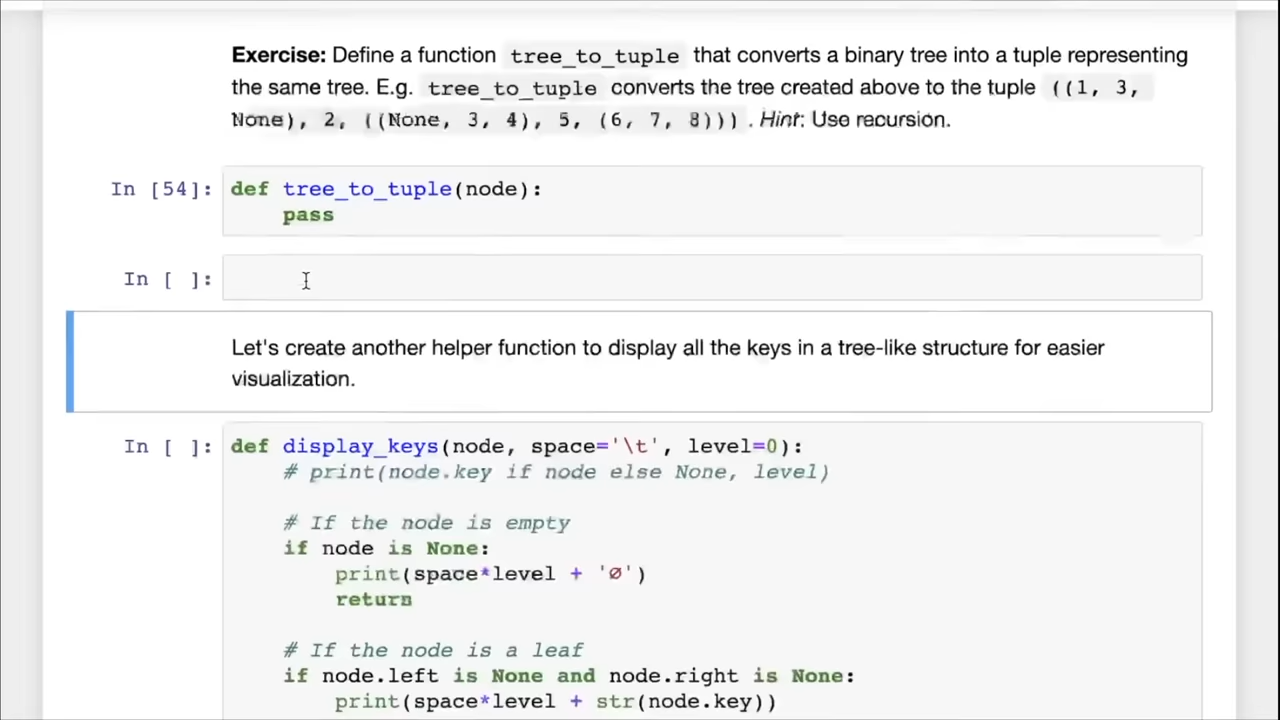 Exercise: Define a function tree_to_tuple that converts a binary tree into a tuple representing
the same tree. E.g. tree_to_tuple converts the tree created above to the tuple ((1, 3,
None), 2, ((None, 3, 4), 5, (6, 7, 8))) . Hint: Use recursion.
In [54]: def tree_to_tuple(node):
    pass
In [ ]:
Let's create another helper function to display all the keys in a tree-like structure for easier
visualization.
In [ ]: def display_keys(node, space='\t', level=0):
    # print(node.key if node else None, level)
    # If the node is empty
    if node is None:
        print(space*level + '∅')
        return
    # If the node is a leaf
    if node.left is None and node.right is None:
        print(space*level + str(node.key))